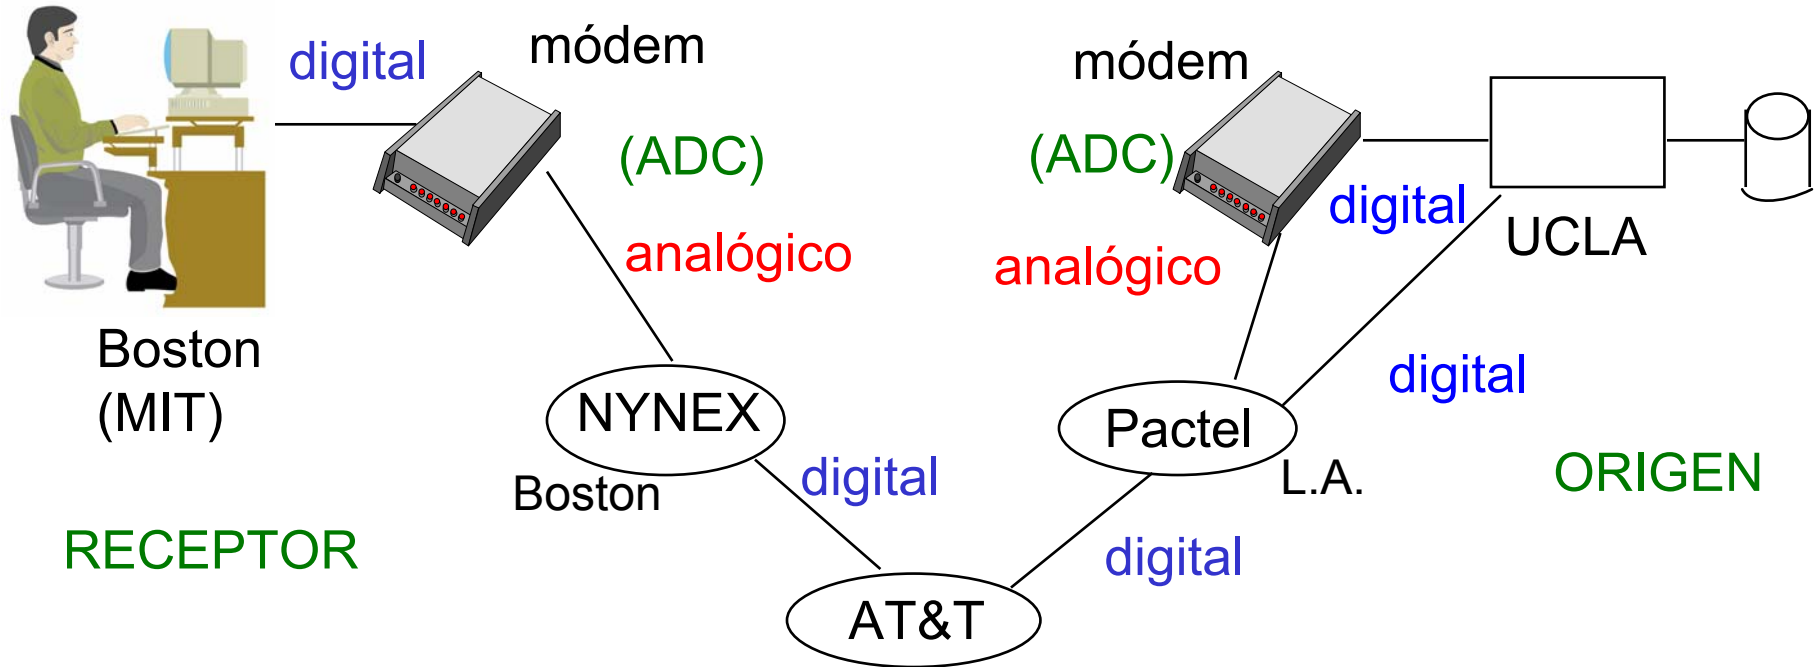 digital
módem
(ADC)
analógico
Boston
(MIT)
RECEPTOR
NYNEX
Boston
digital
AT&T
digital
Pactel
L.A.
módem
(ADC)
analógico
digital
UCLA
digital
ORIGEN